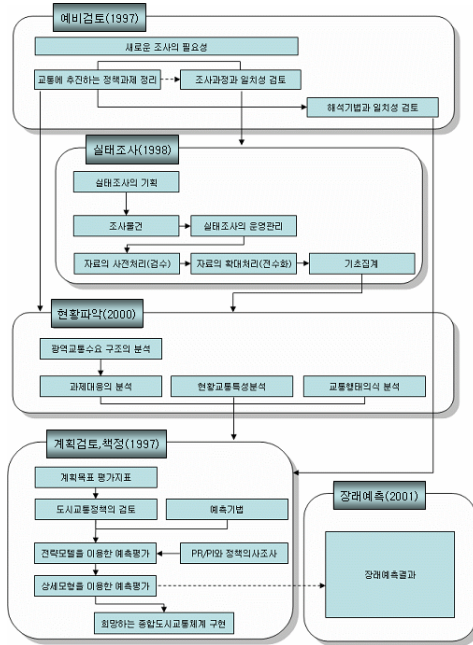 예비검토(1997)
새로운 조사의 필요성
교통에 추진하는 정책과제 정리
조사과정과 일치성 검토
해석기법과 일치성 검토
실태조사(1998)
실태조사의 기획
조사물건
실태조사의 운영관리
자료의 사전처리(검수)
자료의 확대처리(전수화)
기초집계
현황파악(2000)
광역교통수요 구조의 분석
과제대응의 분석
현황교통특성분석
교통행태의식 분석
계획검토,책정(1997)
계획목표 평가지표
도시교통정책의 검토
예측기법
전략모델을 이용한 예측평가
PR/PI와 정책의사조사
상세모형을 이용한 예측평가
희망하는 종합도시교통체계 구현
장래예측(2001)
장래예측결과